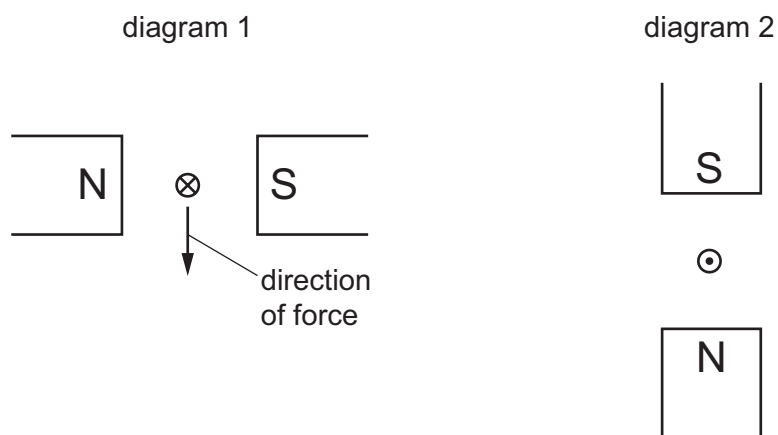 diagram 1
diagram 2
N
S
direction
of force
S
N